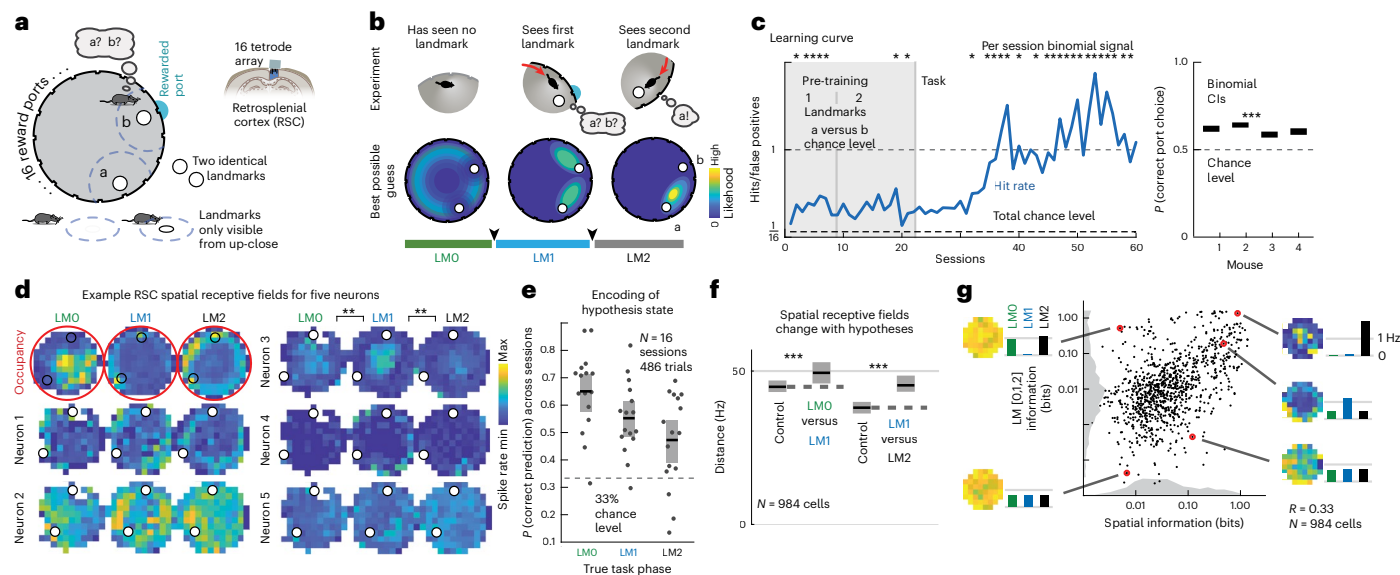 a
a? b?
16 reward ports
Rewarded
port
b
a
16 tetrode
array
Retrosplenial
cortex (RSC)
Two identical
landmarks
Landmarks
only visible
from up-close
b
Has seen no
landmark
Sees first
landmark
Sees second
landmark
Experiment
a? b?
a!
Best possible
guess
b
a
High
Likehood
0
LM0
LM1
LM2
c
Learning curve
Per session binomial signal
* ***** * * * **** * * ********* **
Pre-training
1 2
Landmarks
a versus b
chance level
Task
Hits/false positives
1
1
16
Hit rate
Total chance level
0 10 20 40 60
Sessions
P (correct port choice)
1.0
0.5
0
Binomial
CIs
***
Chance
level
1 2 3 4
Mouse
d
Example RSC spatial receptive fields for five neurons
LM0 LM1 LM2
Occupancy
Neuron 1
Neuron 2
LM0 ** LM1 ** LM2
Neuron 3
Neuron 4
Neuron 5
Spike rate min
Max
e
Encoding of
hypothesis state
N = 16
sessions
486 trials
P (correct prediction) across sessions
0.9
0.8
0.7
0.6
0.5
0.4
0.3
0.2
0.1
33%
chance
level
LM0 LM1 LM2
True task phase
f
Spatial receptive fields
change with hypotheses
Distance (Hz)
50
0
***
***
Control
LM0
versus
LM1
Control
LM1
versus
LM2
N = 984 cells
g
LM0
LM1
LM2
LM [0,1,2]
information
(bits)
1.00
0.10
0.01
0.01 0.10 1.00
Spatial information (bits)
1 Hz
0
R = 0.33
N = 984 cells